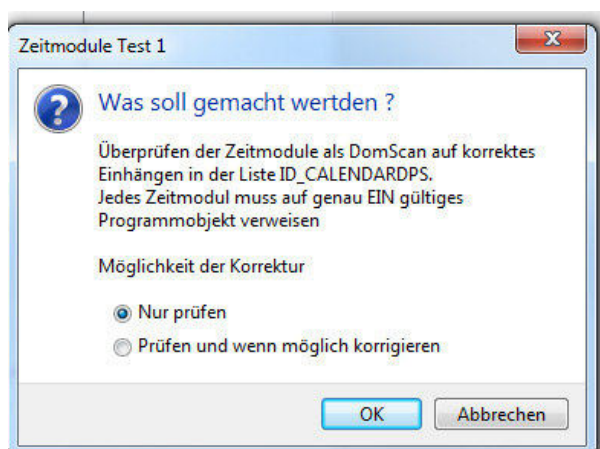 Zeitmodule Test 1
Was soll gemacht wertden ?
Überprüfen der Zeitmodule als DomScan auf korrektes
Einhängen in der Liste ID_CALENDARDPS.
Jedes Zeitmodul muss auf genau EIN gültiges
Programmobjekt verweisen
Möglichkeit der Korrektur
Nur prüfen
Prüfen und wenn möglich korrigieren
OK Abbrechen